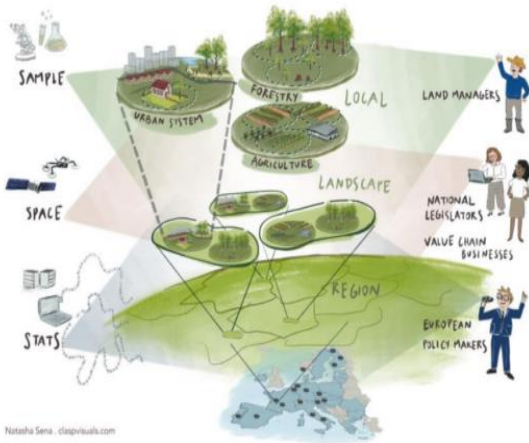 SAMPLE
URBAN SYSTEM
FORESTRY
LOCAL
LAND MANAGERS
AGRICULTURE
SPACE
LANDSCAPE
NATIONAL
LEGISLATORS
VALUE CHAIN
BUSINESSES
REGION
STATS
EUROPEAN
POLICY MAKERS
Natasha Sena . claspvisuals.com